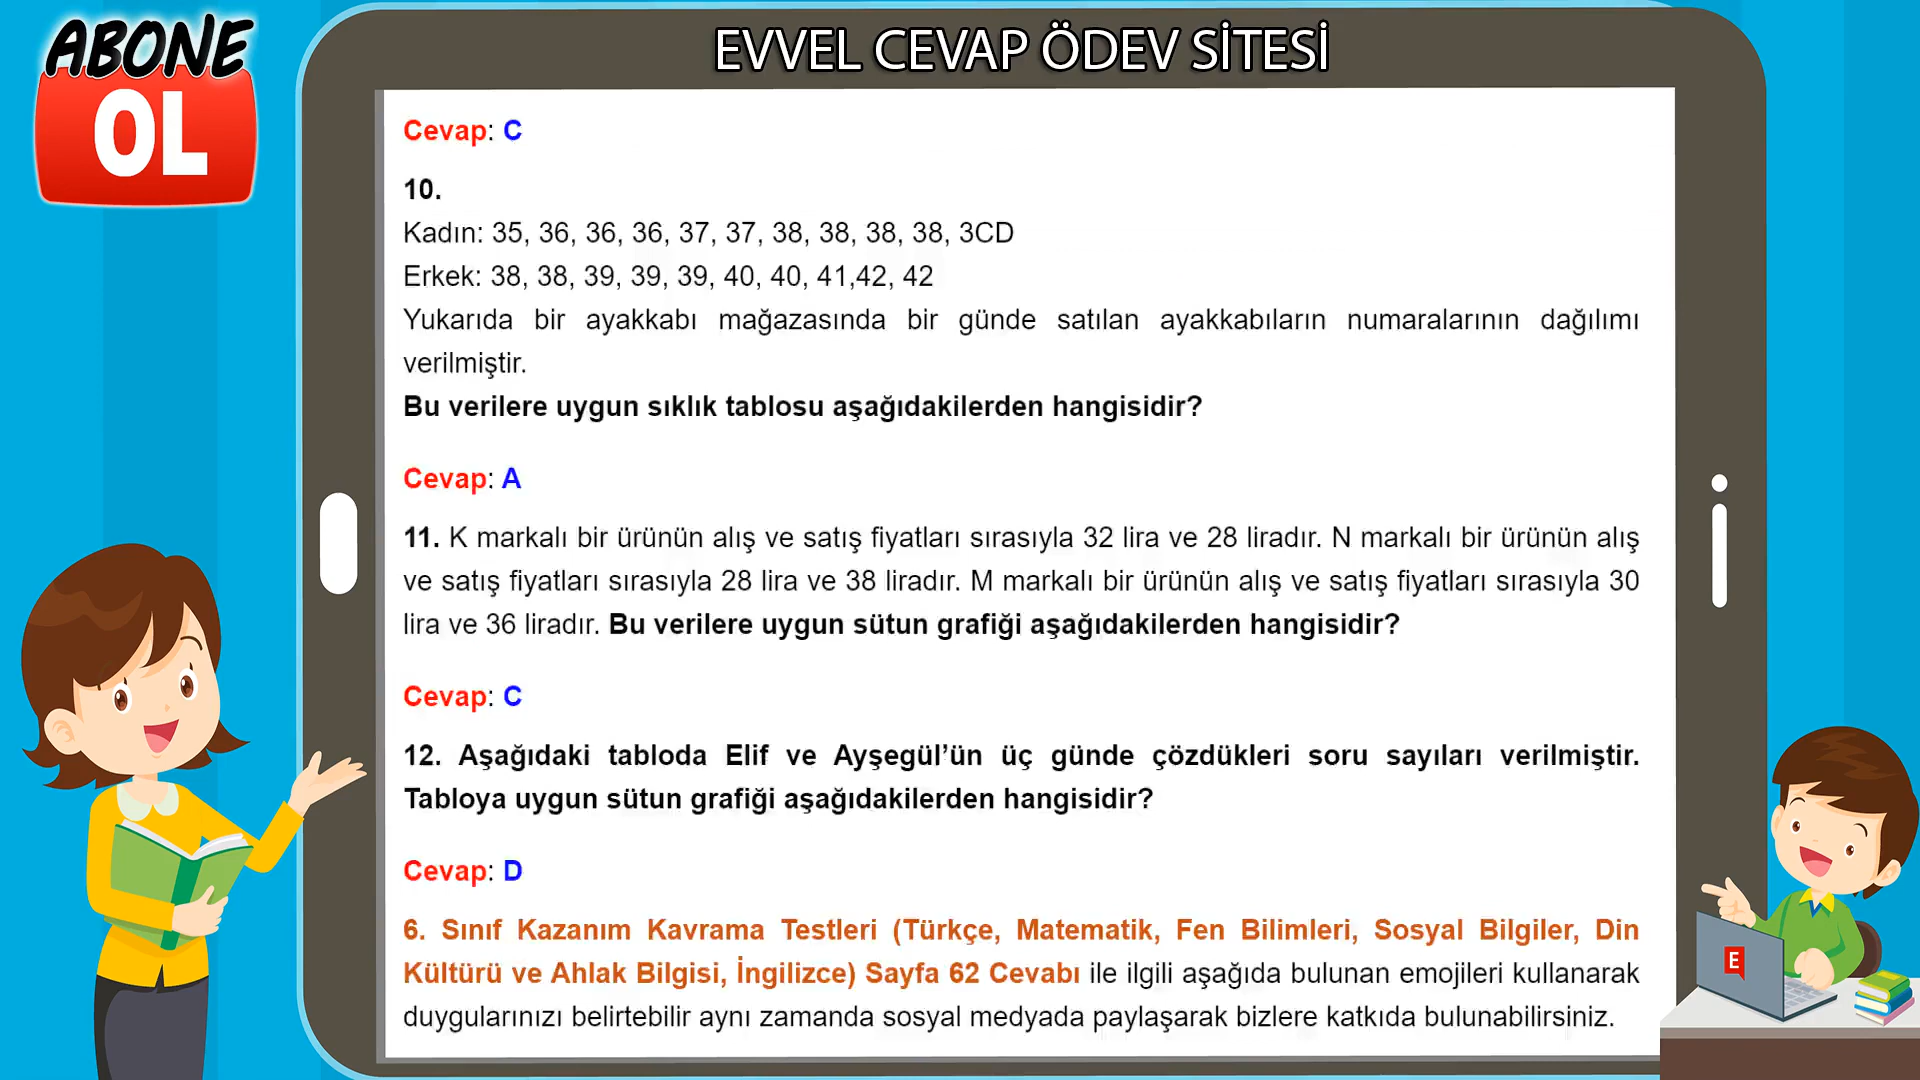 ABONE
OL
EVVEL CEVAP ÖDEV SİTESİ
Cevap: C
10.
Kadın: 35, 36, 36, 36, 37, 37, 38, 38, 38, 38, 3CD
Erkek: 38, 38, 39, 39, 39, 40, 40, 41,42, 42
Yukarıda bir ayakkabı mağazasında bir günde satılan ayakkabıların numaralarının dağılımı
verilmiştir.
Bu verilere uygun sıklık tablosu aşağıdakilerden hangisidir?
Cevap: A
11. K markalı bir ürünün alış ve satış fiyatları sırasıyla 32 lira ve 28 liradır. N markalı bir ürünün alış
ve satış fiyatları sırasıyla 28 lira ve 38 liradır. M markalı bir ürünün alış ve satış fiyatları sırasıyla 30
lira ve 36 liradır. Bu verilere uygun sütun grafiği aşağıdakilerden hangisidir?
Cevap: C
12. Aşağıdaki tabloda Elif ve Ayşegül’ün üç günde çözdükleri soru sayıları verilmiştir.
Tabloya uygun sütun grafiği aşağıdakilerden hangisidir?
Cevap: D
6. Sınıf Kazanım Kavrama Testleri (Türkçe, Matematik, Fen Bilimleri, Sosyal Bilgiler, Din
Kültürü ve Ahlak Bilgisi, İngilizce) Sayfa 62 Cevabı ile ilgili aşağıda bulunan emojileri kullanarak
duygularınızı belirtebilir aynı zamanda sosyal medyada paylaşarak bizlere katkıda bulunabilirsiniz.
E